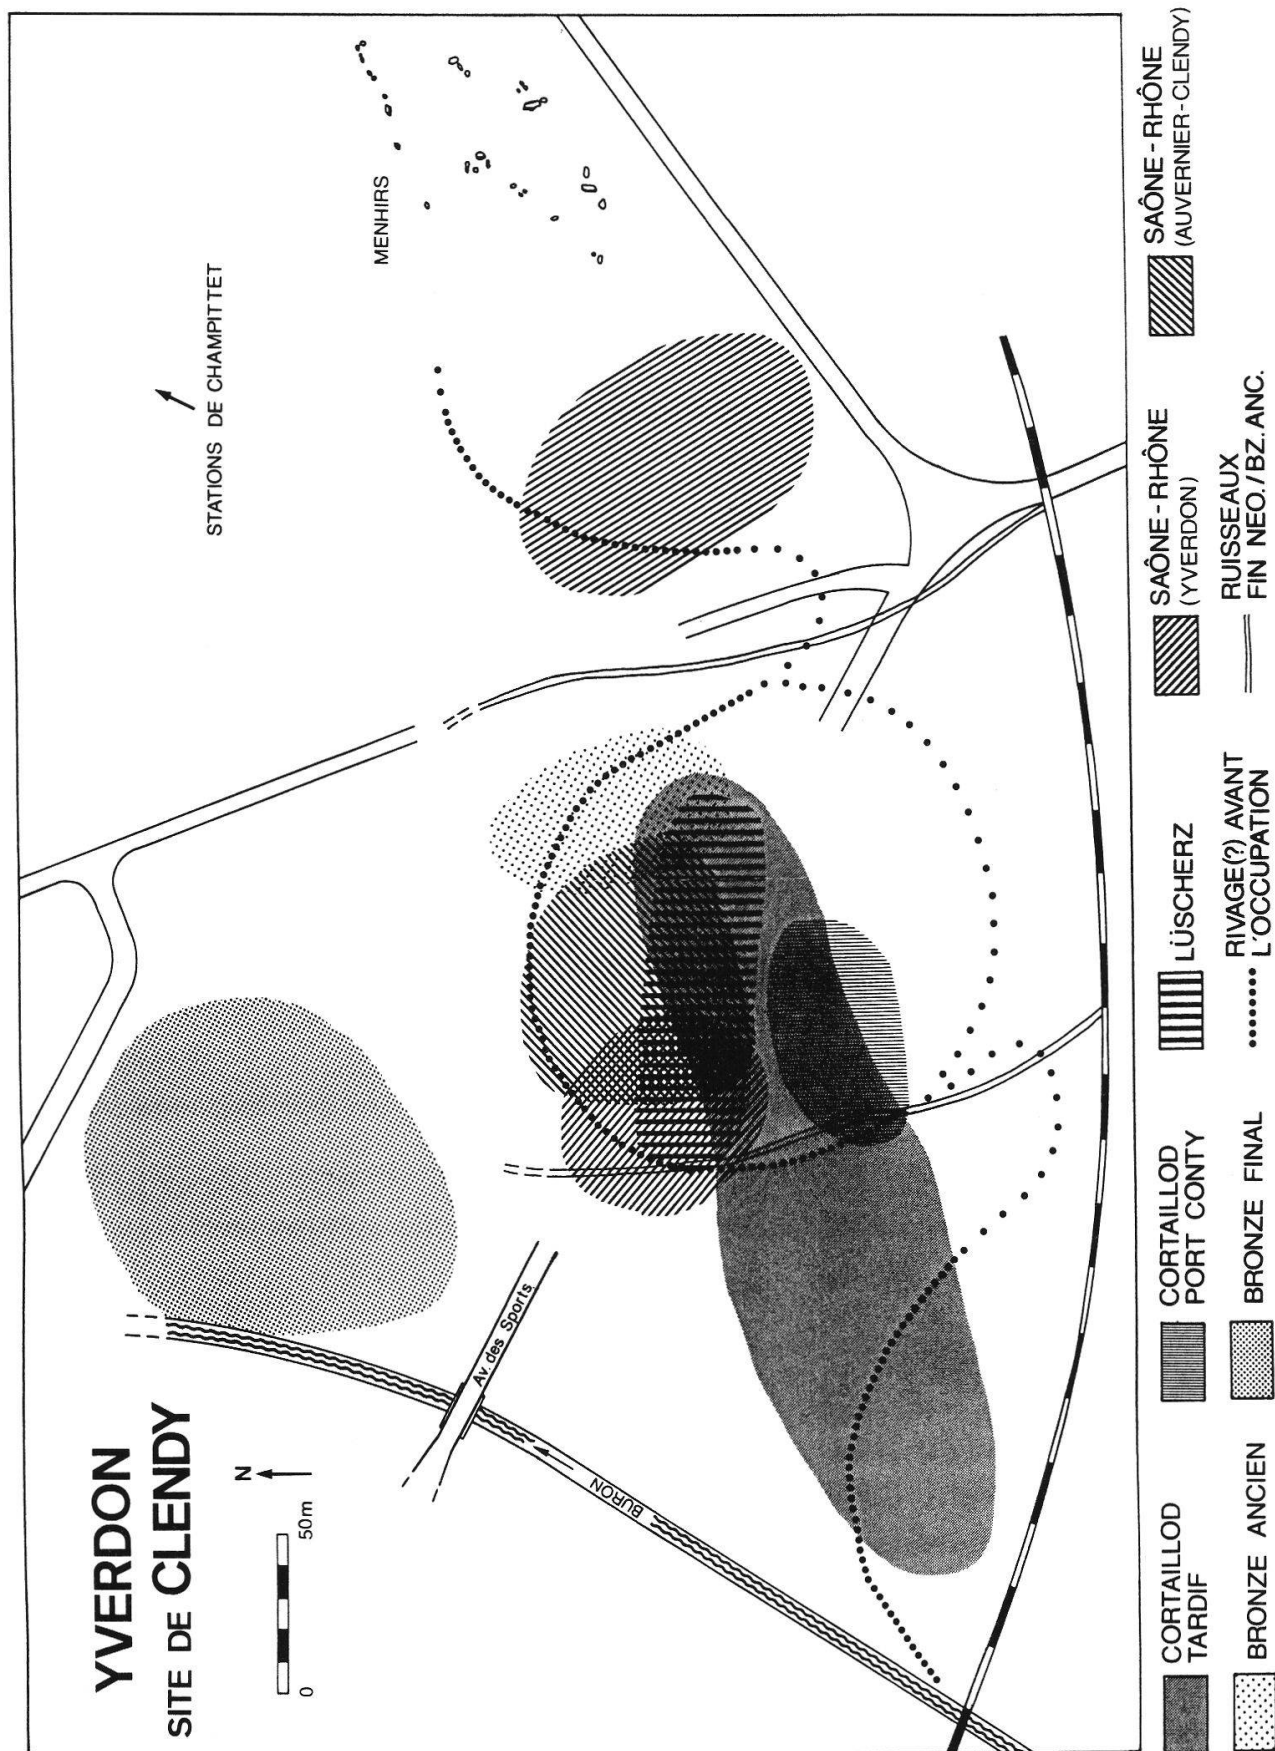 YVERDON
SITE DE CLENDY
N
0 50m
STATIONS DE CHAMPITTET
MENHIRS
Av. des Sports
BURON
CORTAILLOD
TARDIF
CORTAILLOD
PORT CONTY
LÜSCHERZ
SAÔNE-RHÔNE
(YVERDON)
SAÔNE-RHÔNE
(AUVERNIER-CLENDY)
BRONZE ANCIEN
BRONZE FINAL
RIVAGE(?) AVANT
L'OCCUPATION
RUISSEAUX
FIN NEO./BZ. ANC.